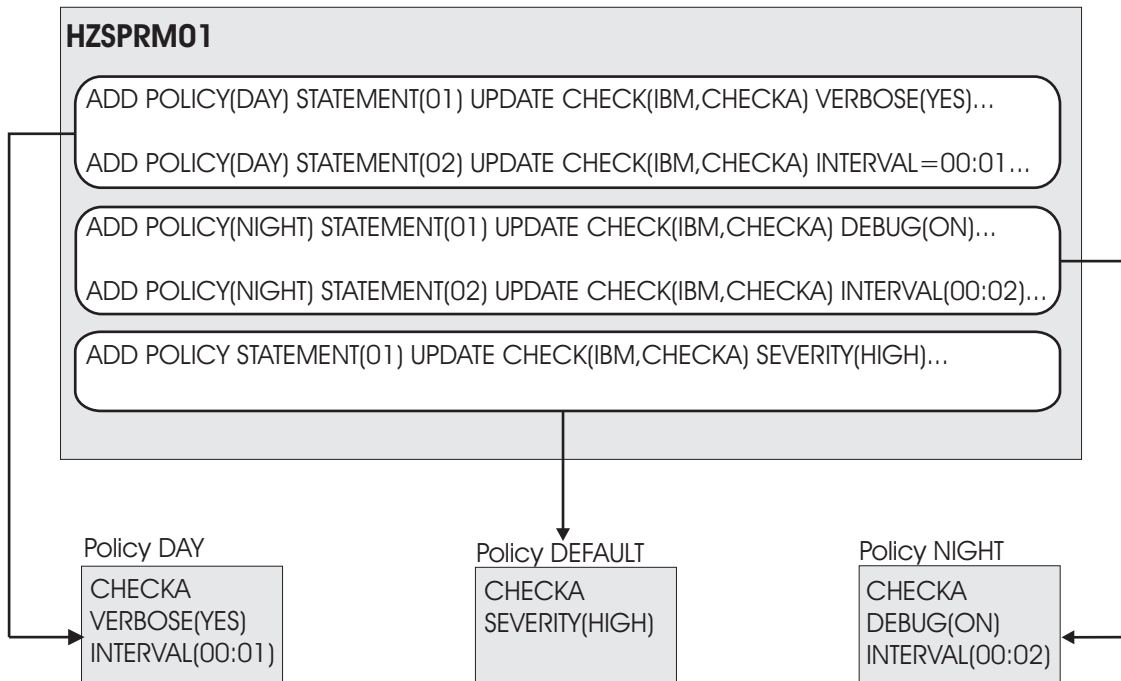 HZSPRM01
ADD POLICY(DAY) STATEMENT(01) UPDATE CHECK(IBM,CHECKA) VERBOSE(YES)...
ADD POLICY(DAY) STATEMENT(02) UPDATE CHECK(IBM,CHECKA) INTERVAL=00:01...
ADD POLICY(NIGHT) STATEMENT(01) UPDATE CHECK(IBM,CHECKA) DEBUG(ON)...
ADD POLICY(NIGHT) STATEMENT(02) UPDATE CHECK(IBM,CHECKA) INTERVAL(00:02)...
ADD POLICY STATEMENT(01) UPDATE CHECK(IBM,CHECKA) SEVERITY(HIGH)...
Policy DAY
CHECKA
VERBOSE(YES)
INTERVAL(00:01)
Policy DEFAULT
CHECKA
SEVERITY(HIGH)
Policy NIGHT
CHECKA
DEBUG(ON)
INTERVAL(00:02)